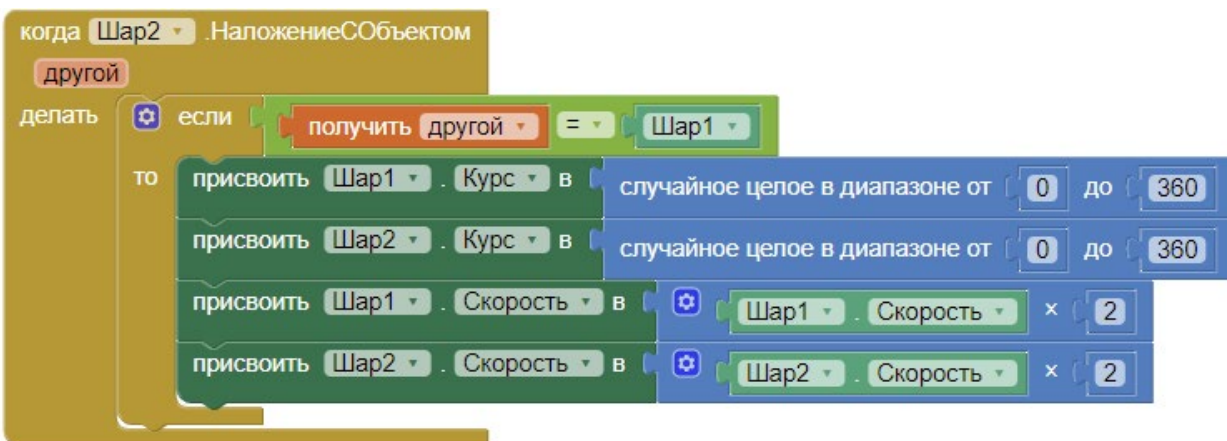 когда Шар2 .НаложениеСОбъектом
другой
делать если получить другой = Шар1
то присвоить Шар1 . Курс в случайное целое в диапазоне от 0 до 360
присвоить Шар2 . Курс в случайное целое в диапазоне от 0 до 360
присвоить Шар1 . Скорость в Шар1 . Скорость × 2
присвоить Шар2 . Скорость в Шар2 . Скорость × 2